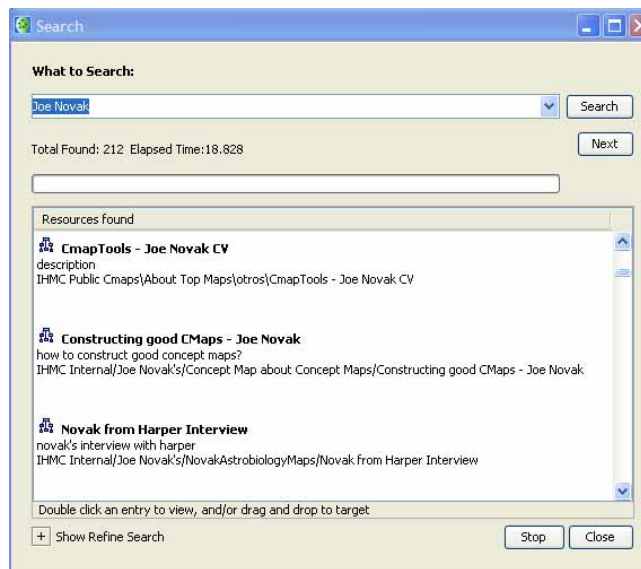 Search
What to Search:
Joe Novak
Search
Total Found: 212 Elapsed Time:18.828
Next
Resources found
CmapTools - Joe Novak CV
description
IHMC Public Cmaps\About Top Maps\otros\CmapTools - Joe Novak CV
Constructing good CMaps - Joe Novak
how to construct good concept maps?
IHMC Internal/Joe Novak's/Concept Map about Concept Maps/Constructing good CMaps - Joe Novak
Novak from Harper Interview
novak's interview with harper
IHMC Internal/Joe Novak's/NovakAstrobiologyMaps/Novak from Harper Interview
Double click an entry to view, and/or drag and drop to target
+ Show Refine Search
Stop
Close